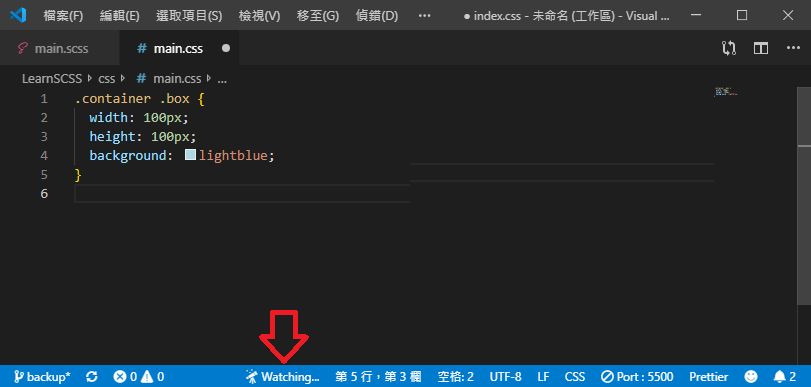 檔案(F) 編輯(E) 選取項目(S) 檢視(V) 移至(G) 偵錯(D) ··· ● index.css - 未命名 (工作區) - Visual ...
main.scss # main.css ●
LearnSCSS > css > # main.css > ...
1 .container .box {
2 width: 100px;
3 height: 100px;
4 background: lightblue;
5 }
6
backup* 0 0 Watching... 第 5 行，第 3 欄 空格: 2 UTF-8 LF CSS Port : 5500 Prettier 2